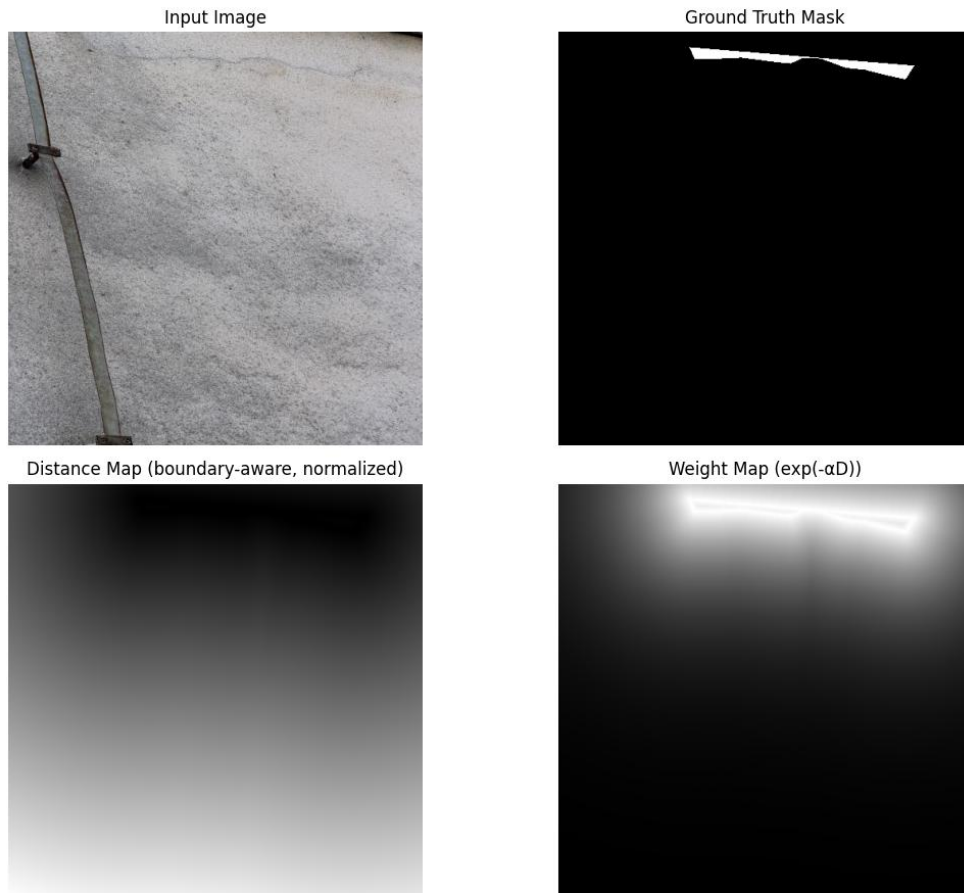 Input Image
Ground Truth Mask
Distance Map (boundary-aware, normalized)
Weight Map (exp(-αD))